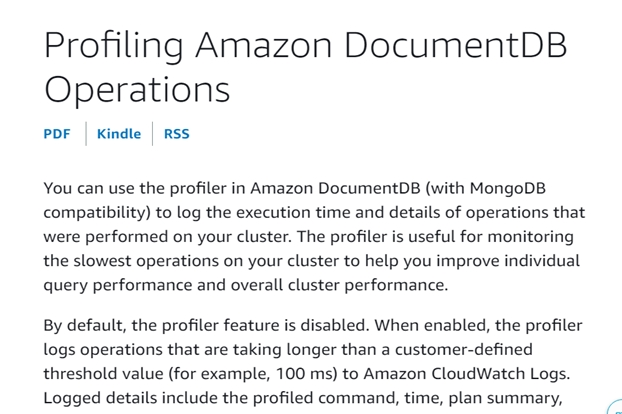 Profiling Amazon DocumentDB
Operations
PDF
Kindle
RSS
You can use the profiler in Amazon DocumentDB (with MongoDB
compatibility) to log the execution time and details of operations that
were performed on your cluster. The profiler is useful for monitoring
the slowest operations on your cluster to help you improve individual
query performance and overall cluster performance.
By default, the profiler feature is disabled. When enabled, the profiler
logs operations that are taking longer than a customer-defined
threshold value (for example, 100 ms) to Amazon CloudWatch Logs.
Logged details include the profiled command, time, plan summary,